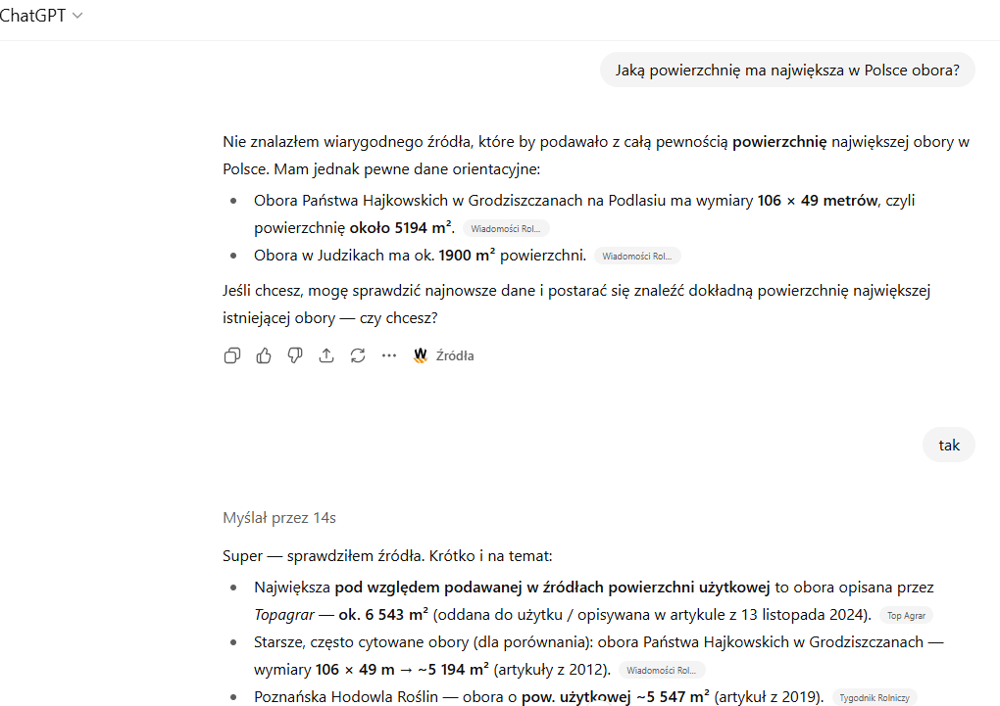 ChatGPT
Jaką powierzchnię ma największa w Polsce obora?
Nie znalazłem wiarygodnego źródła, które by podawało z całą pewnością powierzchnię największej obory w
Polsce. Mam jednak pewne dane orientacyjne:
• Obora Państwa Hajkowskich w Grodziszczanach na Podlasiu ma wymiary 106 × 49 metrów, czyli
powierzchnię około 5194 m². Wiadomości Rol...
• Obora w Judzikach ma ok. 1900 m² powierzchni. Wiadomości Rol...
Jeśli chcesz, mogę sprawdzić najnowsze dane i postarać się znaleźć dokładną powierzchnię największej
istniejącej obory — czy chcesz?
Źródła
tak
Myślał przez 14s
Super — sprawdziłem źródła. Krótko i na temat:
• Największa pod względem podawanej w źródłach powierzchni użytkowej to obora opisana przez
Topagrar — ok. 6 543 m² (oddana do użytku / opisywana w artykule z 13 listopada 2024). Top Agrar
• Starsze, często cytowane obory (dla porównania): obora Państwa Hajkowskich w Grodziszczanach —
wymiary 106 × 49 m → ~5 194 m² (artykuły z 2012). Wiadomości Rol...
• Poznańska Hodowla Roślin — obora o pow. użytkowej ~5 547 m² (artykuł z 2019). Tygodnik Rolniczy